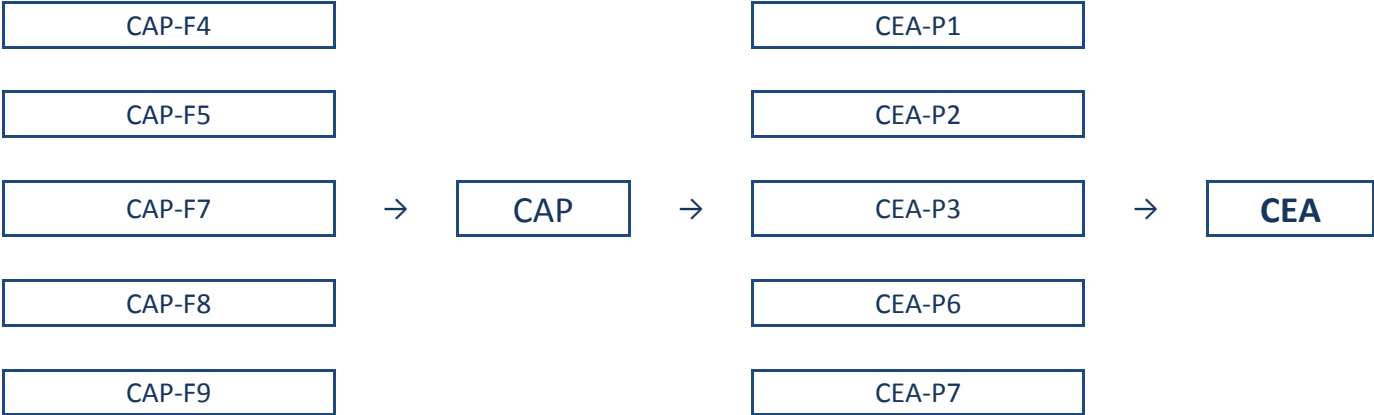 CAP-F4
CEA-P1
CAP-F5
CEA-P2
CAP-F7
→
CAP
→
CEA-P3
→
CEA
CAP-F8
CEA-P6
CAP-F9
CEA-P7